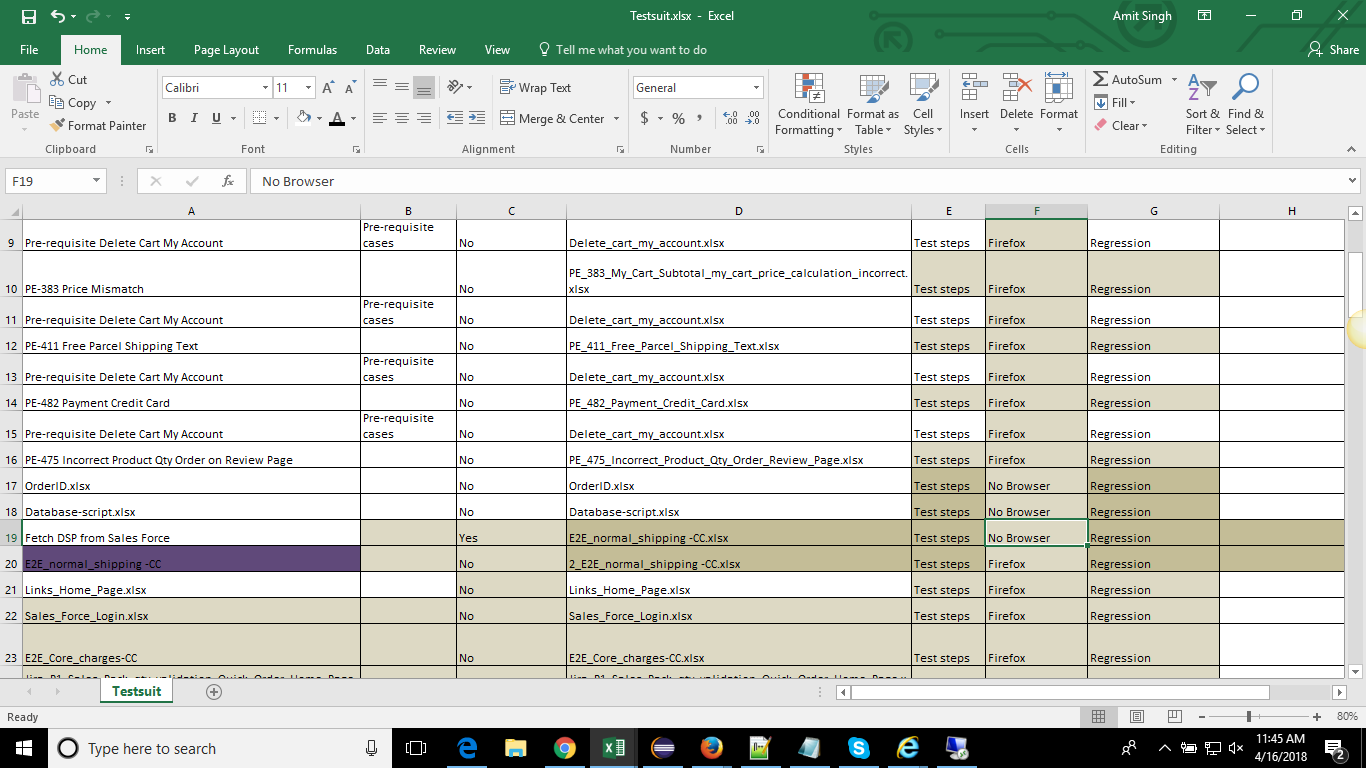 Testsuit.xlsx - Excel
Amit Singh
File Home Insert Page Layout Formulas Data Review View Tell me what you want to do Share
Paste
Cut
Copy
Format Painter
Clipboard
Calibri 11
B I U A
Font
Wrap Text
Merge & Center
Alignment
General
$ % ,
Number
Conditional Formatting
Format as Table
Cell Styles
Styles
Insert Delete Format
Cells
AutoSum
Fill
Clear
Sort & Filter
Find & Select
Editing
F19 fx No Browser
A B C D E F G H
9 Pre-requisite Delete Cart My Account Pre-requisite cases No Delete_cart_my_account.xlsx Test steps Firefox Regression
10 PE-383 Price Mismatch No PE_383_My_Cart_Subtotal_my_cart_price_calculation_incorrect.xlsx Test steps Firefox Regression
11 Pre-requisite Delete Cart My Account Pre-requisite cases No Delete_cart_my_account.xlsx Test steps Firefox Regression
12 PE-411 Free Parcel Shipping Text No PE_411_Free_Parcel_Shipping_Text.xlsx Test steps Firefox Regression
13 Pre-requisite Delete Cart My Account Pre-requisite cases No Delete_cart_my_account.xlsx Test steps Firefox Regression
14 PE-482 Payment Credit Card No PE_482_Payment_Credit_Card.xlsx Test steps Firefox Regression
15 Pre-requisite Delete Cart My Account Pre-requisite cases No Delete_cart_my_account.xlsx Test steps Firefox Regression
16 PE-475 Incorrect Product Qty Order on Review Page No PE_475_Incorrect_Product_Qty_Order_Review_Page.xlsx Test steps Firefox Regression
17 OrderID.xlsx No OrderID.xlsx Test steps No Browser Regression
18 Database-script.xlsx No Database-script.xlsx Test steps No Browser Regression
19 Fetch DSP from Sales Force Yes E2E_normal_shipping -CC.xlsx Test steps No Browser Regression
20 E2E_normal_shipping -CC No 2_E2E_normal_shipping -CC.xlsx Test steps Firefox Regression
21 Links_Home_Page.xlsx No Links_Home_Page.xlsx Test steps Firefox Regression
22 Sales_Force_Login.xlsx No Sales_Force_Login.xlsx Test steps Firefox Regression
23 E2E_Core_charges-CC No E2E_Core_charges-CC.xlsx Test steps Firefox Regression
Testsuit
Ready
80%
Type here to search
11:45 AM
4/16/2018
2